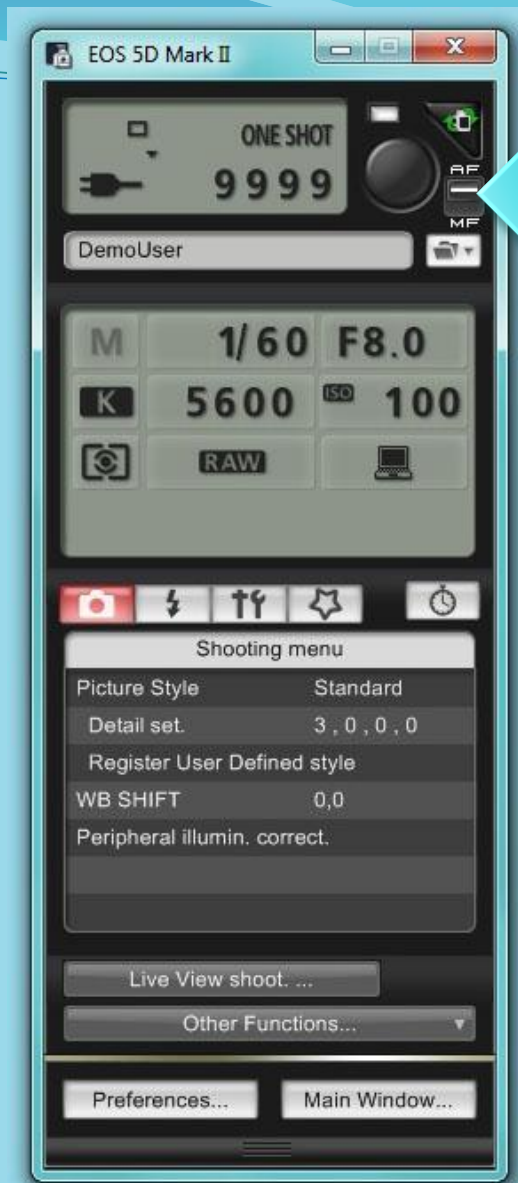 EOS 5D Mark II
ONE SHOT
9999
AF
MF
DemoUser
M 1/60 F8.0
K 5600 ISO 100
RAW
Shooting menu
Picture Style Standard
Detail set. 3 , 0 , 0 , 0
Register User Defined style
WB SHIFT 0,0
Peripheral illumin. correct.
Live View shoot. ...
Other Functions...
Preferences... Main Window...